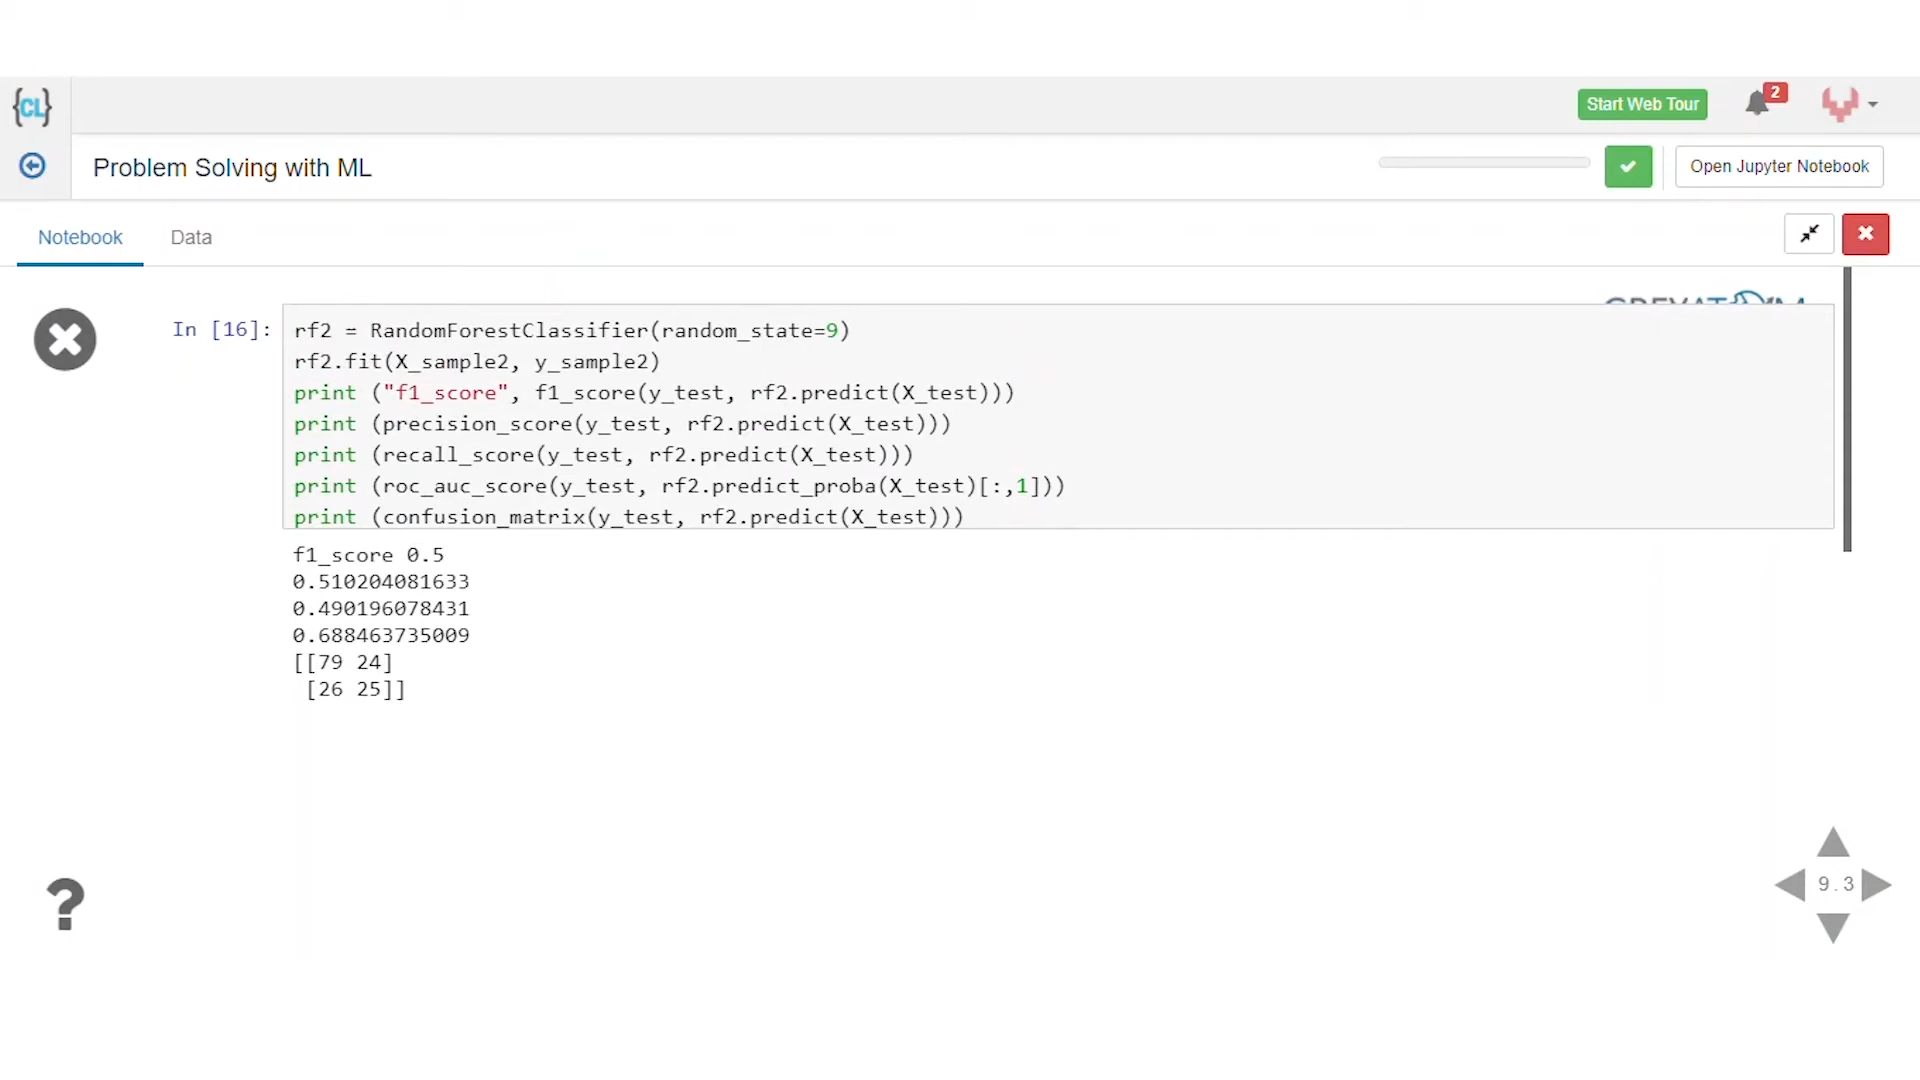 {CL}
Start Web Tour
2
Problem Solving with ML
Open Jupyter Notebook
Notebook
Data
In [16]:
rf2 = RandomForestClassifier(random_state=9)
rf2.fit(X_sample2, y_sample2)
print ("f1_score", f1_score(y_test, rf2.predict(X_test)))
print (precision_score(y_test, rf2.predict(X_test)))
print (recall_score(y_test, rf2.predict(X_test)))
print (roc_auc_score(y_test, rf2.predict_proba(X_test)[:,1]))
print (confusion_matrix(y_test, rf2.predict(X_test)))
f1_score 0.5
0.510204081633
0.490196078431
0.688463735009
[[79 24]
[26 25]]
?
9.3